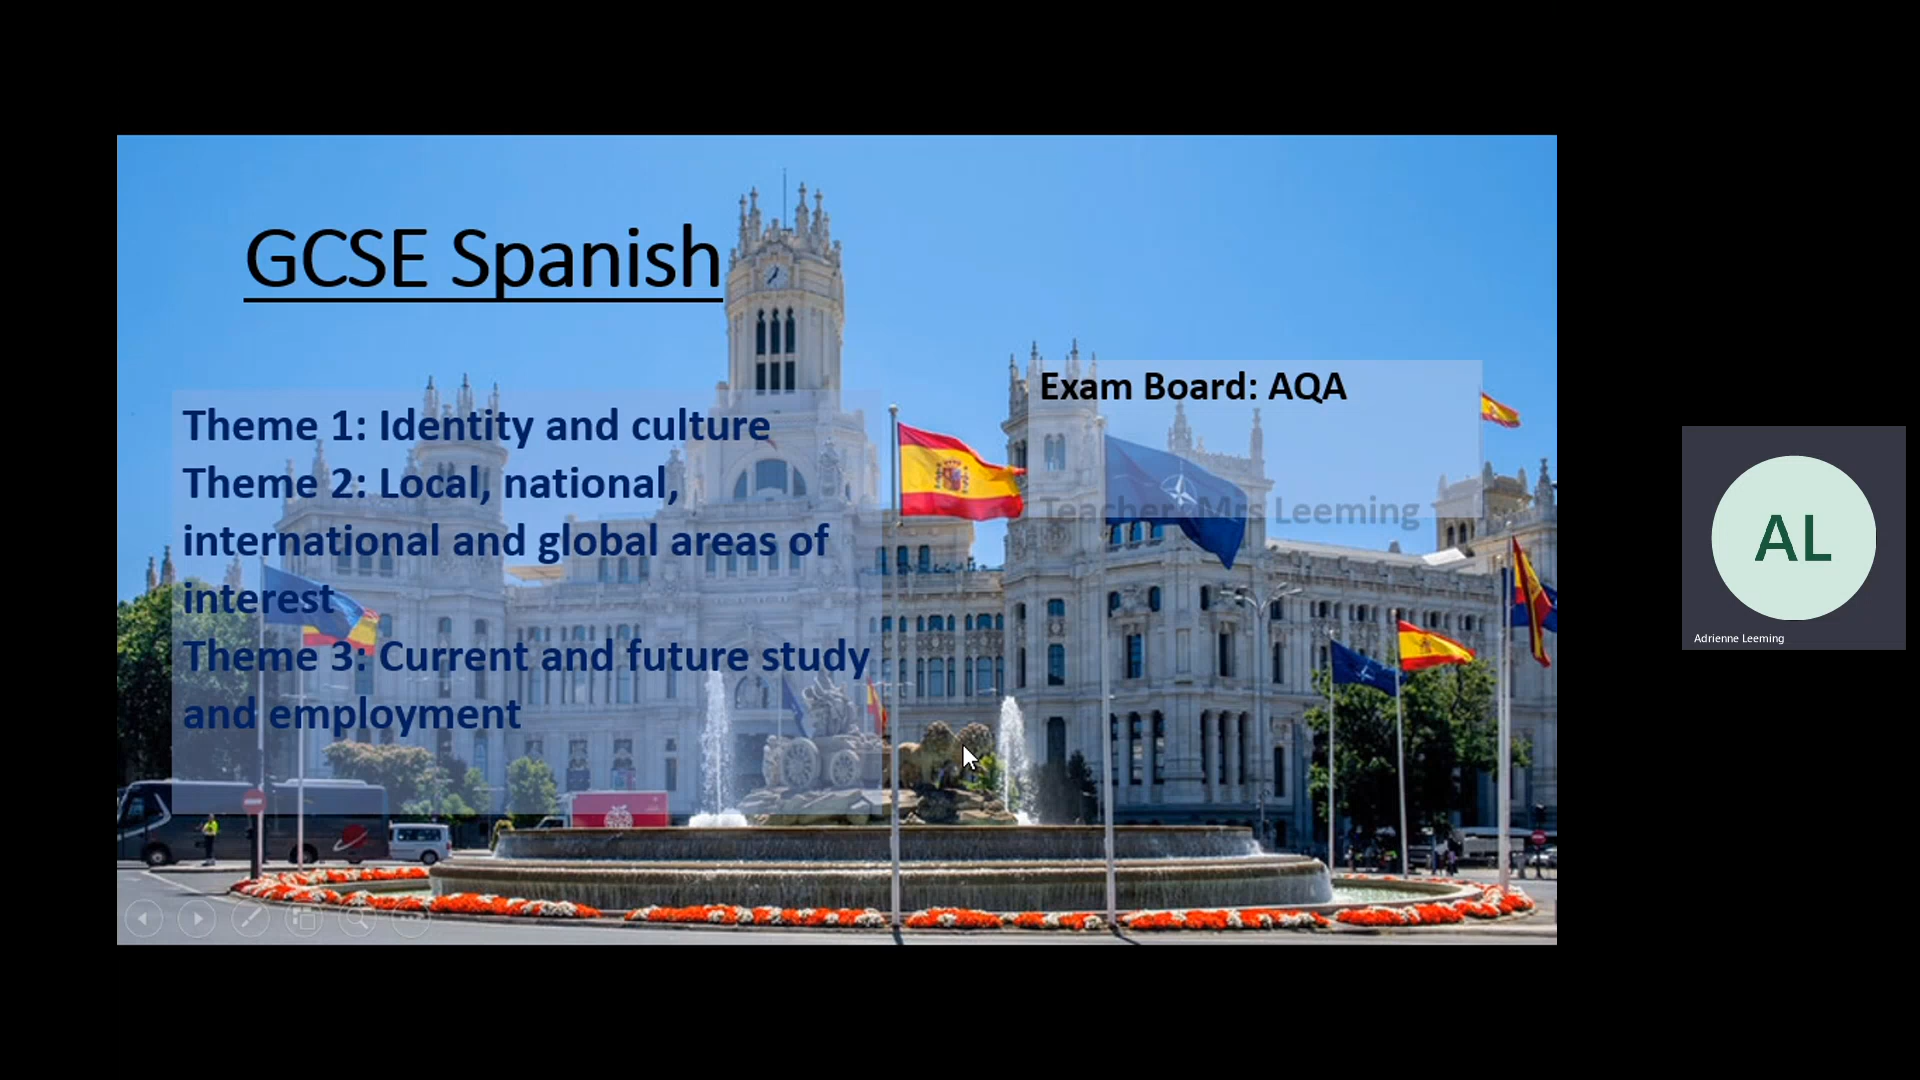 GCSE Spanish
Theme 1: Identity and culture
Theme 2: Local, national,
international and global areas of
interest
Theme 3: Current and future study
and employment
Exam Board: AQA
Teacher: Mrs Leeming
AL
Adrienne Leeming